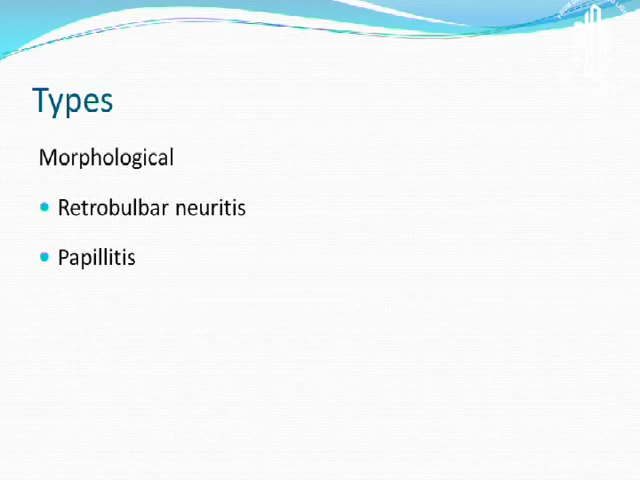 Types
Morphological
Retrobulbar neuritis
Papillitis